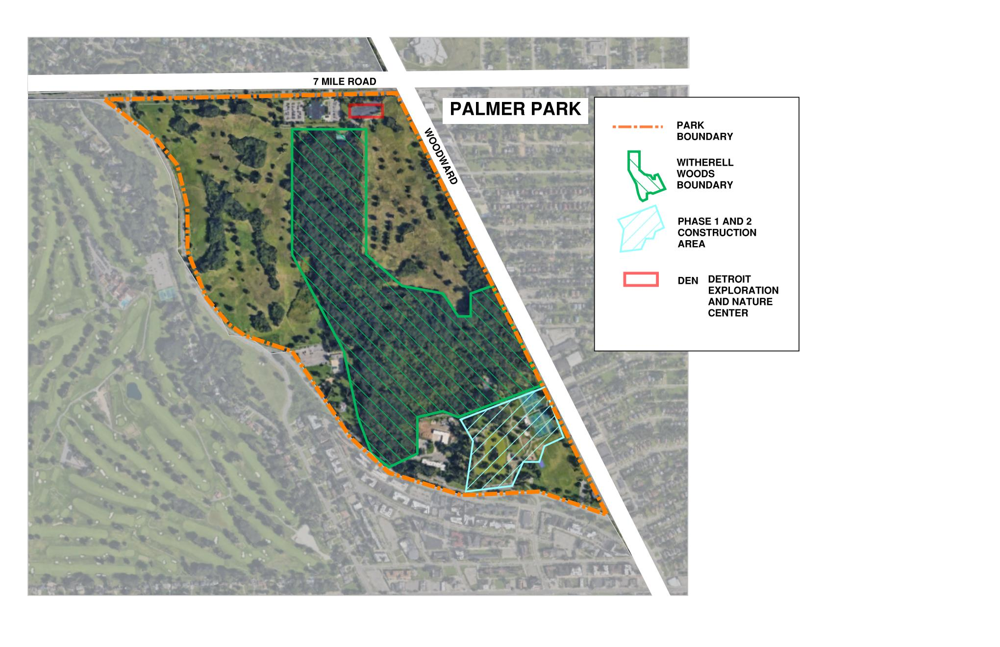 7 MILE ROAD
PALMER PARK
WOODWARD
PARK
BOUNDARY
WITHERELL
WOODS
BOUNDARY
PHASE 1 AND 2
CONSTRUCTION
AREA
DEN DETROIT
EXPLORATION
AND NATURE
CENTER